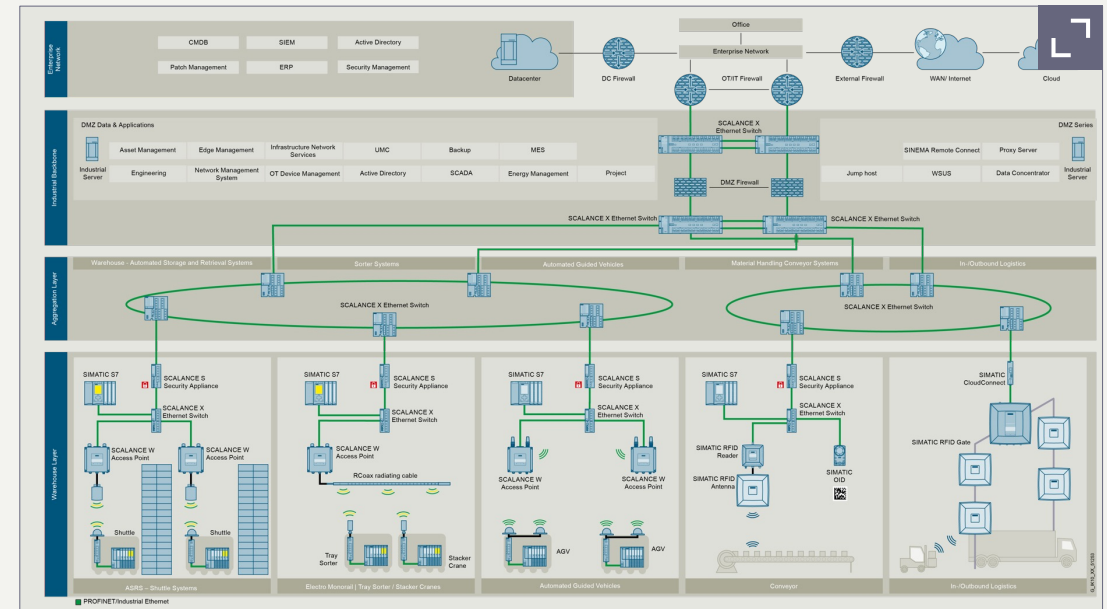 Enterprise
Network
CMDB
SIEM
Active Directory
Patch Management
ERP
Security Management
Datacenter
DC Firewall
Office
Enterprise Network
OT/IT Firewall
External Firewall
WAN/ Internet
Cloud
Industrial Backbone
DMZ Data & Applications
Industrial
Server
Asset Management
Edge Management
Infrastructure Network
Services
UMC
Backup
MES
Engineering
Network Management
System
OT Device Management
Active Directory
SCADA
Energy Management
Project
SCALANCE X
Ethernet Switch
DMZ Firewall
DMZ Series
SINEMA Remote Connect
Proxy Server
Jump host
WSUS
Data Concentrator
Industrial
Server
SCALANCE X Ethernet Switch
SCALANCE X Ethernet Switch
Aggregation Layer
Warehouse - Automated Storage and Retrieval Systems
Sorter Systems
Automated Guided Vehicles
Material Handling Conveyor Systems
In-/Outbound Logistics
SCALANCE X Ethernet Switch
SCALANCE X Ethernet Switch
Warehouse Layer
SIMATIC S7
SCALANCE S
Security Appliance
SCALANCE X
Ethernet Switch
SCALANCE W
Access Point
SCALANCE W
Access Point
Shuttle
Shuttle
ASRS – Shuttle Systems
SIMATIC S7
SCALANCE S
Security Appliance
SCALANCE X
Ethernet Switch
SCALANCE W
Access Point
RCoax radiating cable
Tray
Sorter
Stacker
Crane
Electro Monorail | Tray Sorter / Stacker Cranes
SIMATIC S7
SCALANCE S
Security Appliance
SCALANCE X
Ethernet Switch
SCALANCE W
Access Point
SCALANCE W
Access Point
AGV
AGV
Automated Guided Vehicles
SIMATIC S7
SCALANCE S
Security Appliance
SCALANCE X
Ethernet Switch
SIMATIC RFID
Reader
SIMATIC RFID
Antenna
SIMATIC
OID
Conveyor
SIMATIC
CloudConnect
SIMATIC RFID Gate
In-/Outbound Logistics
PROFINET/Industrial Ethernet